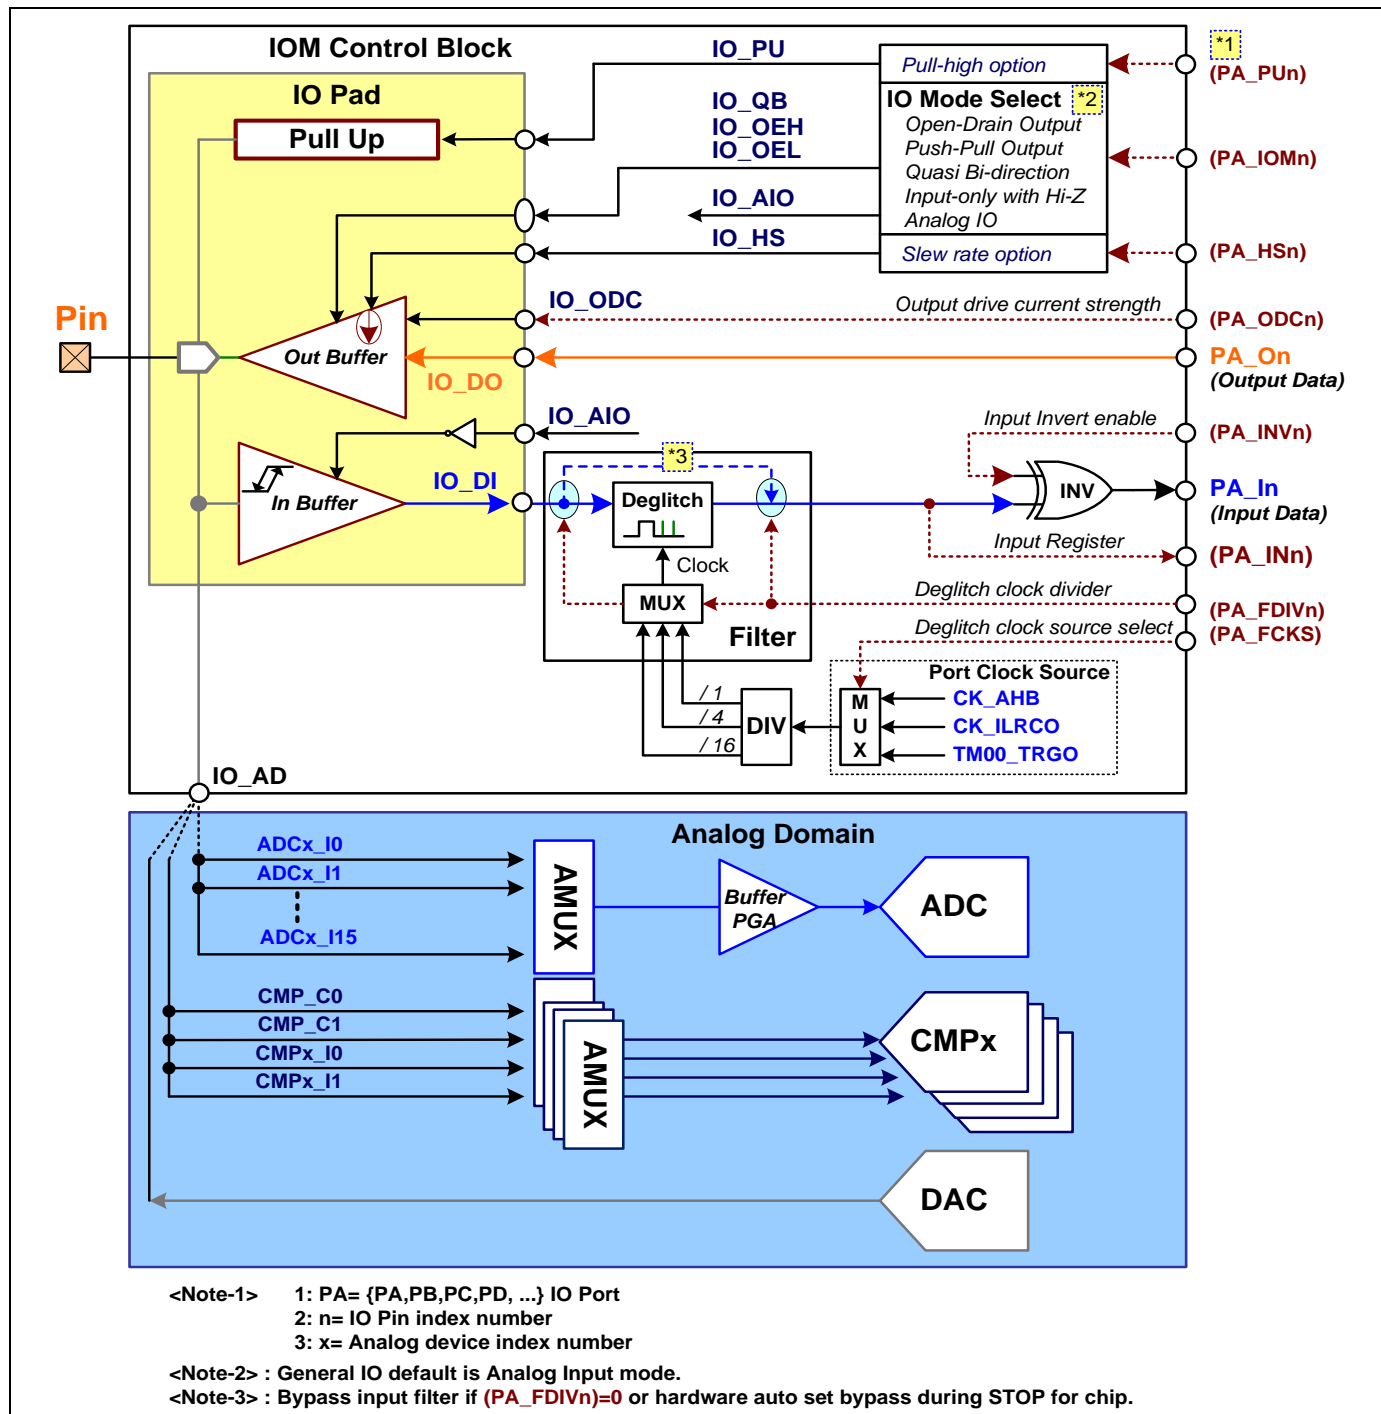 IOM Control Block
IO_PU
*1
Pull-high option
(PA_PUn)
IO Pad
IO_QB
IO Mode Select *2
Pull Up
IO_OEH
Open-Drain Output
IO_OEL
Push-Pull Output
(PA_IOMn)
Quasi Bi-direction
IO_AIO
Input-only with Hi-Z
Analog IO
IO_HS
Slew rate option
(PA_HSn)
IO_ODC
Output drive current strength
(PA_ODCn)
Pin
Out Buffer
IO_DO
PA_On
(Output Data)
IO_AIO
Input Invert enable
(PA_INVn)
*3
IO_DI
In Buffer
Deglitch
INV
PA_In
(Input Data)
Clock
Input Register
(PA_INn)
MUX
Deglitch clock divider
(PA_FDIVn)
Filter
Deglitch clock source select
(PA_FCKS)
Port Clock Source
/ 1
/ 4
/ 16
DIV
M
U
X
CK_AHB
CK_ILRCO
TM00_TRGO
IO_AD
Analog Domain
ADCx_I0
ADCx_I1
ADCx_I15
AMUX
Buffer
PGA
ADC
CMP_C0
CMP_C1
CMPx_I0
CMPx_I1
AMUX
CMPx
DAC
<Note-1> 1: PA= {PA,PB,PC,PD, ...} IO Port
2: n= IO Pin index number
3: x= Analog device index number
<Note-2> : General IO default is Analog Input mode.
<Note-3> : Bypass input filter if (PA_FDIVn)=0 or hardware auto set bypass during STOP for chip.